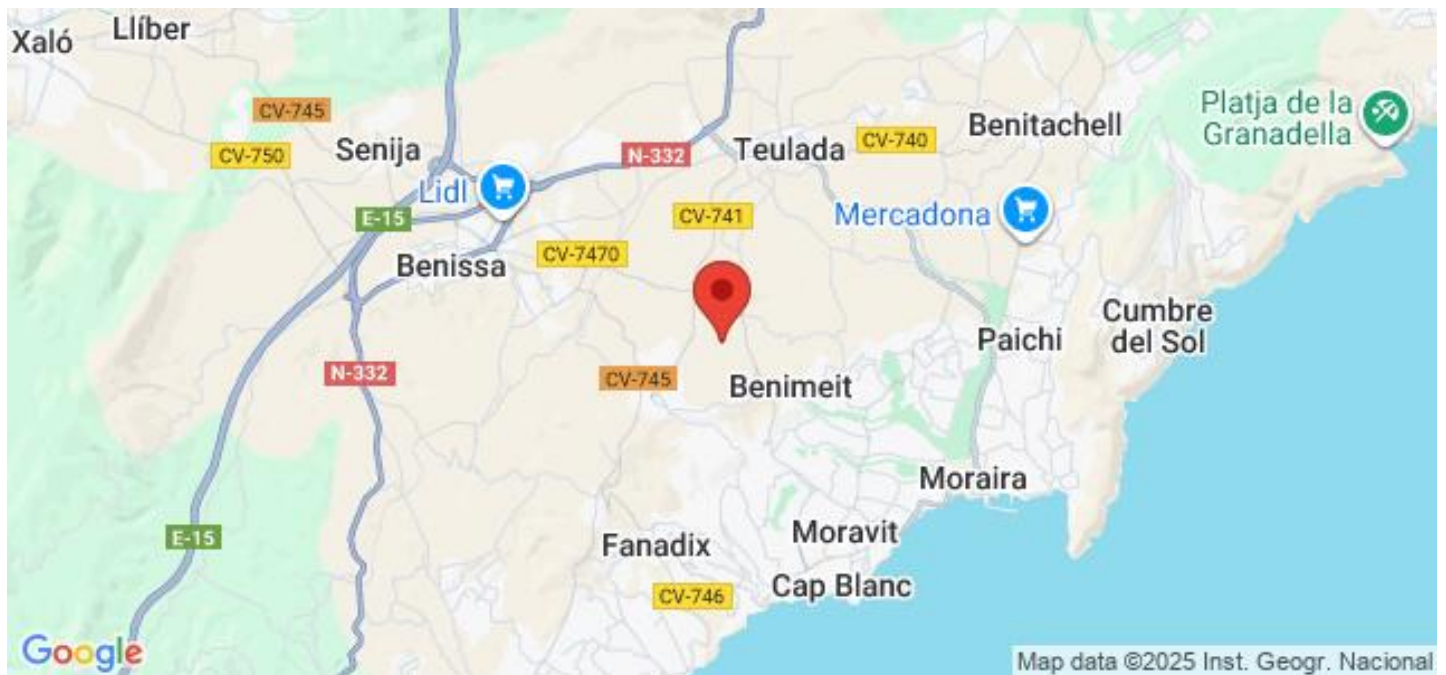 Llíber
Xaló
Platja de la
Granadella
CV-745
Benitachell
Senija
CV-750
N-332
Teulada
CV-740
Lidl
E-15
CV-741
Mercadona
Benissa
CV-7470
Cumbre
del Sol
Paichi
N-332
CV-745
Benimeit
Moraira
E-15
Fanadix
Moravit
Cap Blanc
CV-746
Google
Map data ©2025 Inst. Geogr. Nacional